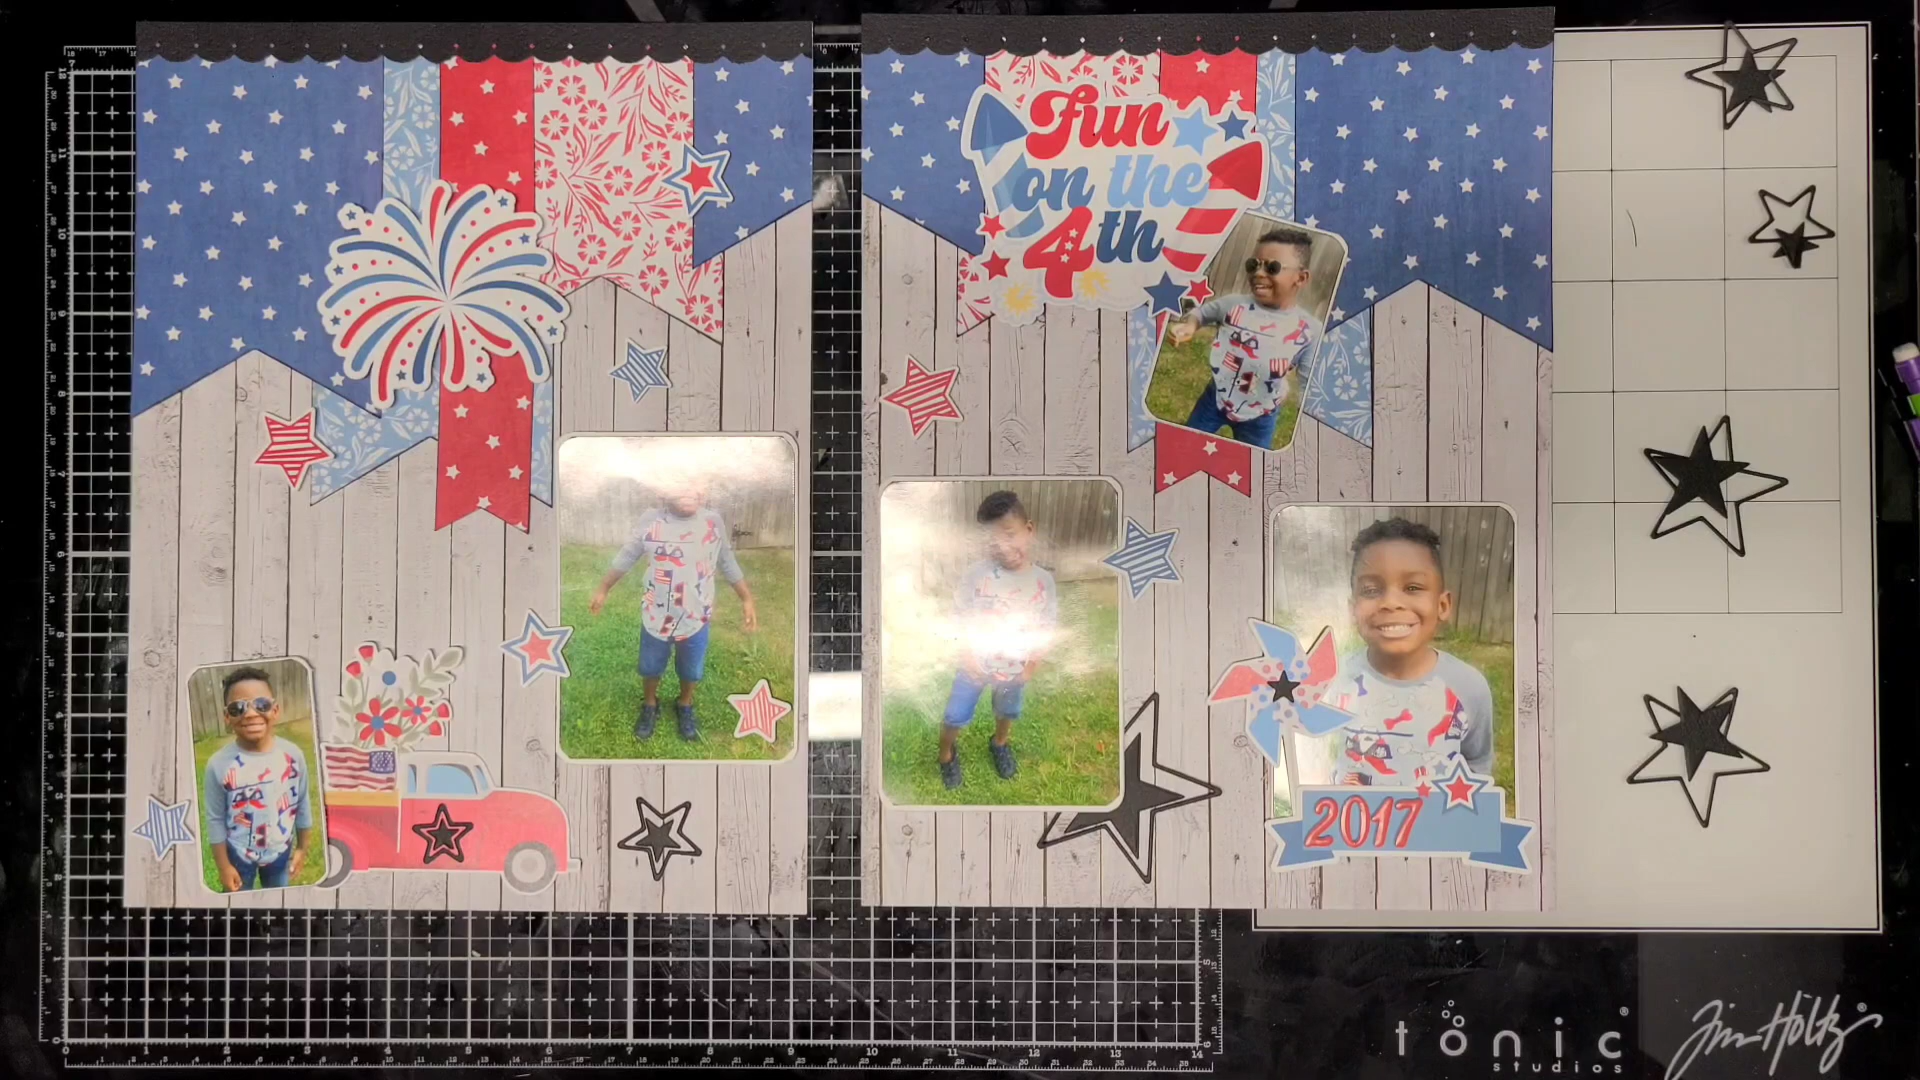 Fun
on the
4th
2017
tonic®
studios
Tim Holtz®